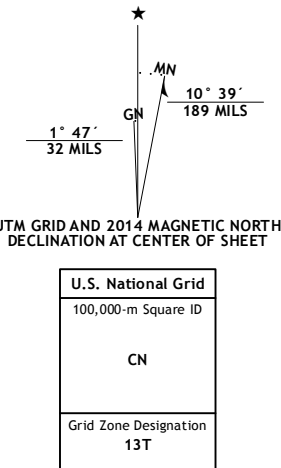 MN
GN
10° 39´
189 MILS
1° 47´
32 MILS
UTM GRID AND 2014 MAGNETIC NORTH
DECLINATION AT CENTER OF SHEET
U.S. National Grid
100,000-m Square ID
CN
Grid Zone Designation
13T